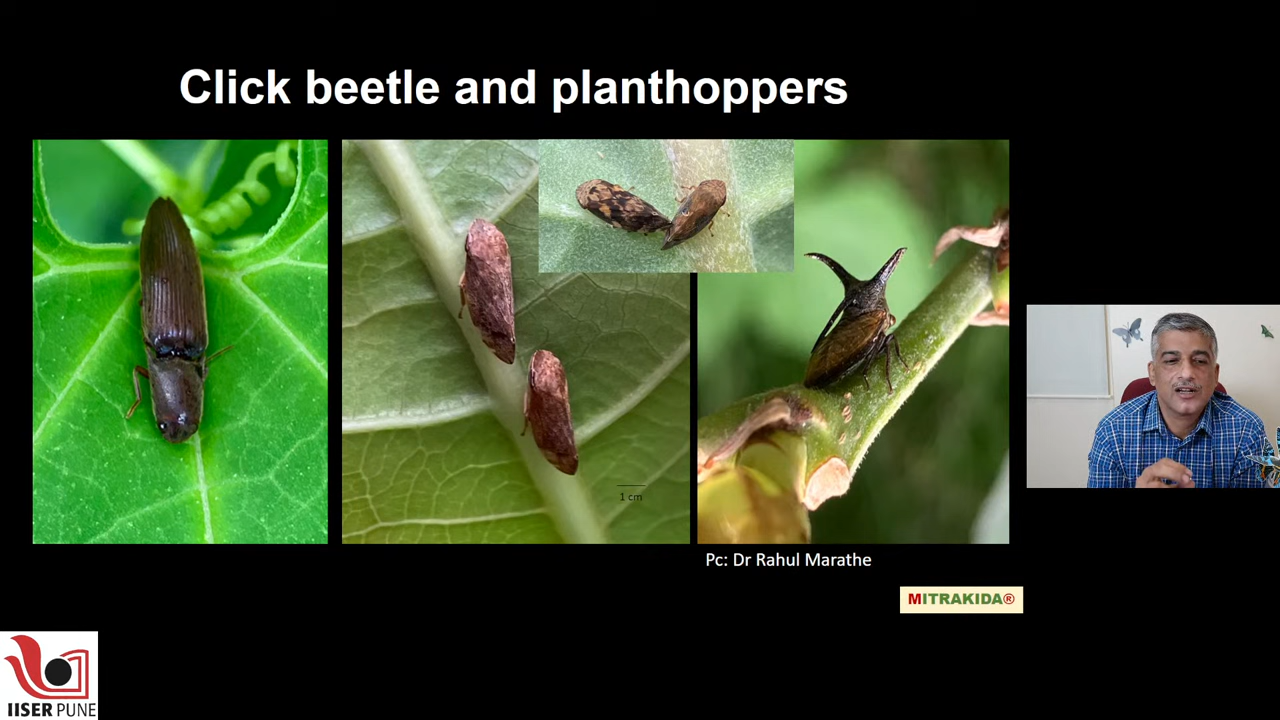 Click beetle and planthoppers
1 cm
Pc: Dr Rahul Marathe
MITRAKIDA®
IISER PUNE